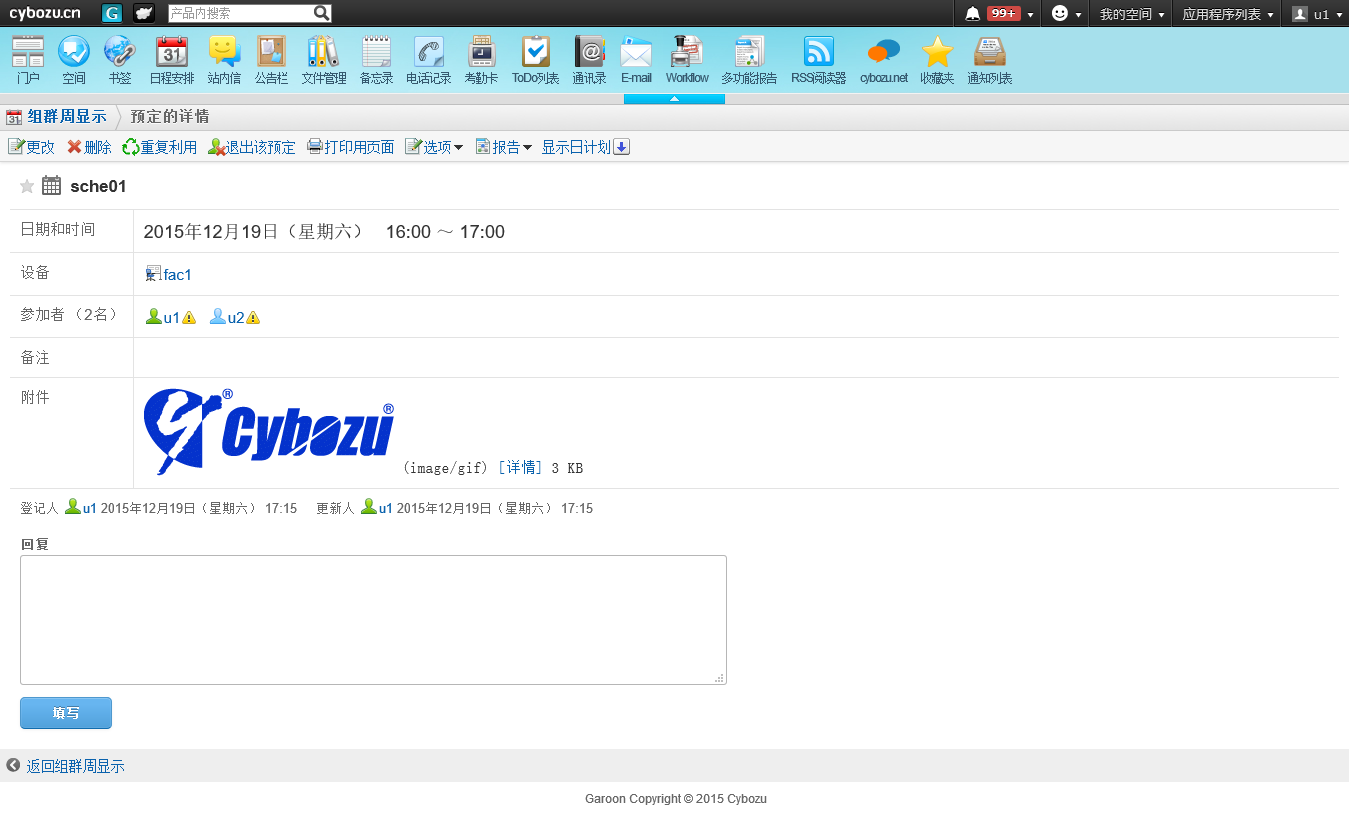 cybozu.cn G 产品内搜索 99+ 我的空间 应用程序列表 u1
门户 空间 书签 日程安排 站内信 公告栏 文件管理 备忘录 电话记录 考勤卡 ToDo列表 通讯录 E-mail Workflow 多功能报告 RSS阅读器 cybozu.net 收藏夹 通知列表
31 组群周显示 预定的详情
更改 删除 重复利用 退出该预定 打印用页面 选项 报告 显示日计划
sche01
日期和时间 2015年12月19日（星期六） 16:00 ～ 17:00
设备 fac1
参加者 （2名） u1 u2
备注
附件 Cybozu® (image/gif) [详情] 3 KB
登记人 u1 2015年12月19日（星期六） 17:15 更新人 u1 2015年12月19日（星期六） 17:15
回复
填写
返回组群周显示
Garoon Copyright © 2015 Cybozu